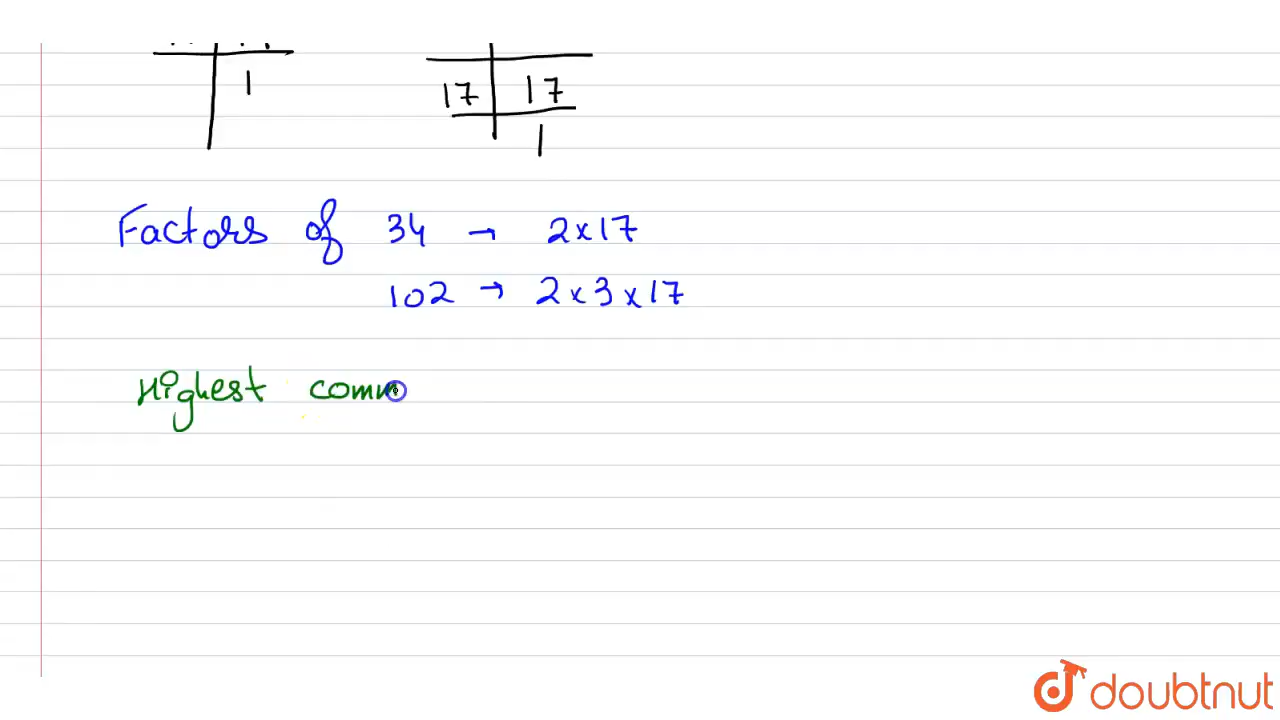 1
17 17
1
Factors of 34 → 2x17
102 → 2x3x17
Highest comm
doubtnut